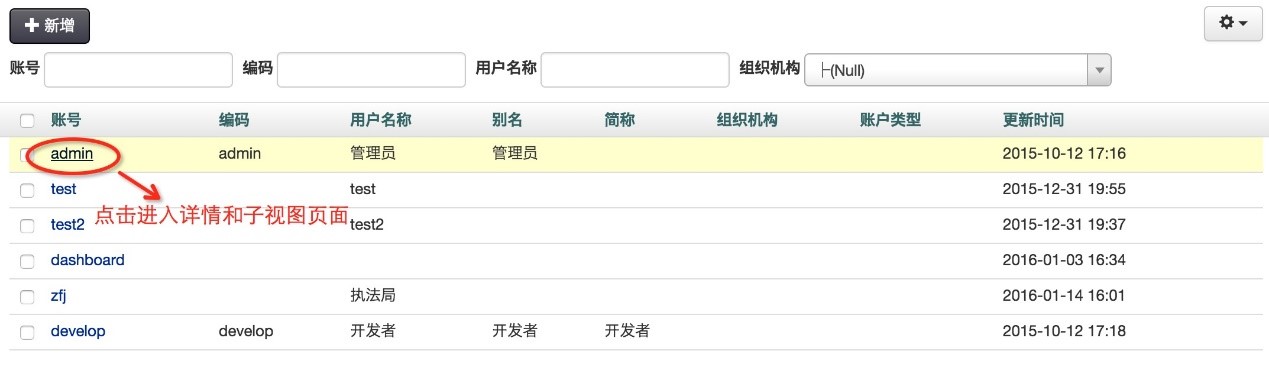 新增
账号 编码 用户名称 组织机构 ├(Null)
账号 编码 用户名称 别名 简称 组织机构 账户类型 更新时间
admin admin 管理员 管理员 2015-10-12 17:16
test test 2015-12-31 19:55
点击进入详情和子视图页面
test2 test2 2015-12-31 19:37
dashboard 2016-01-03 16:34
zfj 执法局 2016-01-14 16:01
develop develop 开发者 开发者 开发者 2015-10-12 17:18